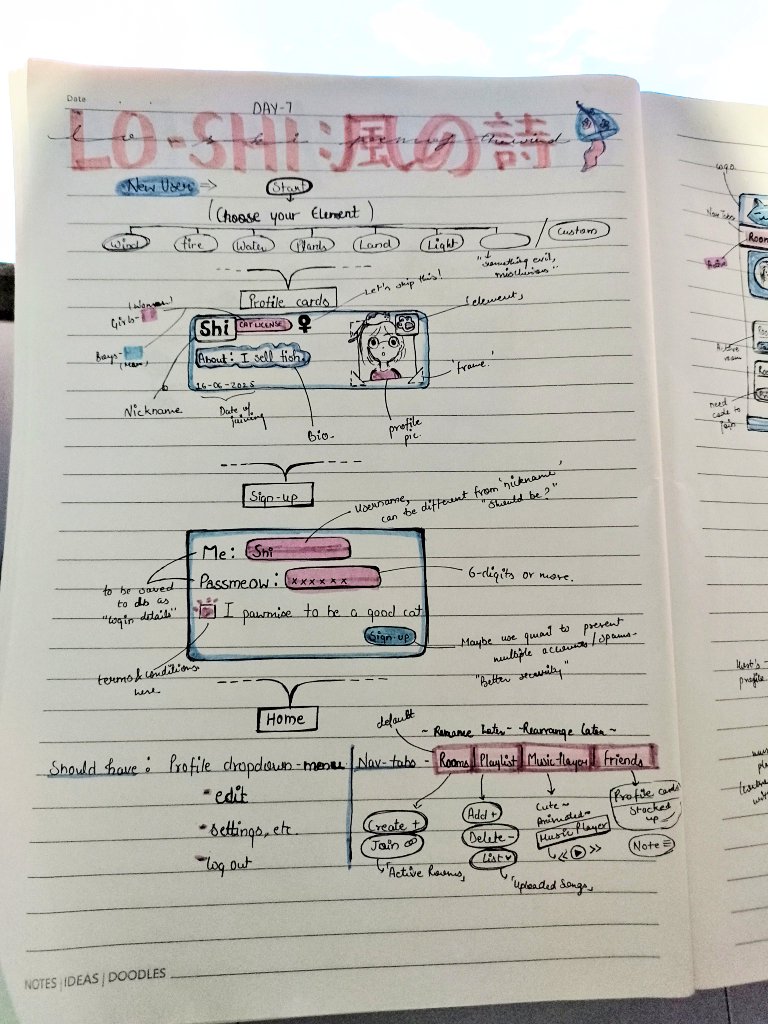 Date
DAY-7
LO-SHI:風の詩
New User ⇒ Start
(Choose your Element)
Wind Fire Water Plants Land Light / Custom
"something evil, mischievious"
Profile cards
Let's skip this!
(Women)
Girls-
Boys-
(Men)
Shi CAT LICENSE ♀
'element,
About: I sell fish
16-06-2025
'frame'
Nickname
Date of joining
Bio-
profile pic.
Sign-up
Username, can be different from 'nickname'
"Should be?"
Me: Shi
Passmeow: xxxxxx
6-digits or more.
to be saved to db as "login details"
I pawmise to be a good cat
Sign-up
Maybe use gmail to prevent multiple accounts/spams-
"Better security"
terms & conditions here
Home
default
~ Rename Later- -Rearrange Later~
Should have: Profile dropdown-menu
• edit
• settings, etc.
• log out
Nav-tabs - Rooms Playlist Music-Player Friends
Create +
Join
'Active Rooms,
Add +
Delete -
List
'Uploaded Songs,
Cute ~
Animated~
Music Player
Profile cards Stacked up
Note
NOTES | IDEAS | DOODLES
logo
Nav Tabs
Room
Active room
need code to join
Host's
profile